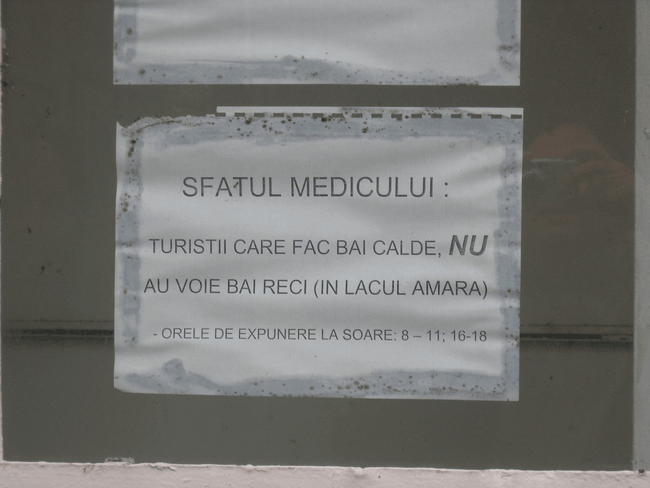 SFATUL MEDICULUI :
TURISTII CARE FAC BAI CALDE, NU
AU VOIE BAI RECI (IN LACUL AMARA)
- ORELE DE EXPUNERE LA SOARE: 8 – 11; 16-18